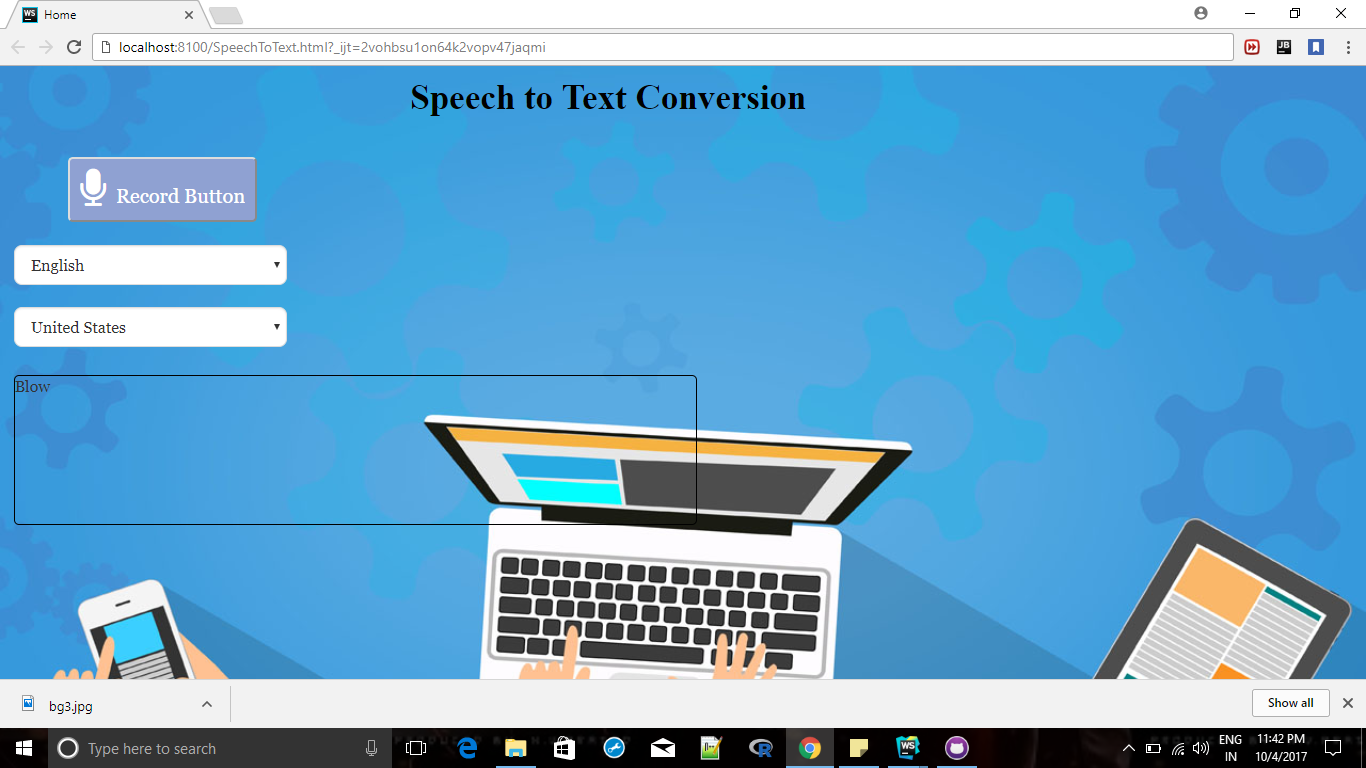 WS Home
localhost:8100/SpeechToText.html?_ijt=2vohbsu1on64k2vopv47jaqmi
JB
Speech to Text Conversion
Record Button
English
United States
Blow
bg3.jpg
Show all
Type here to search
WS
ENG 11:42 PM
IN 10/4/2017